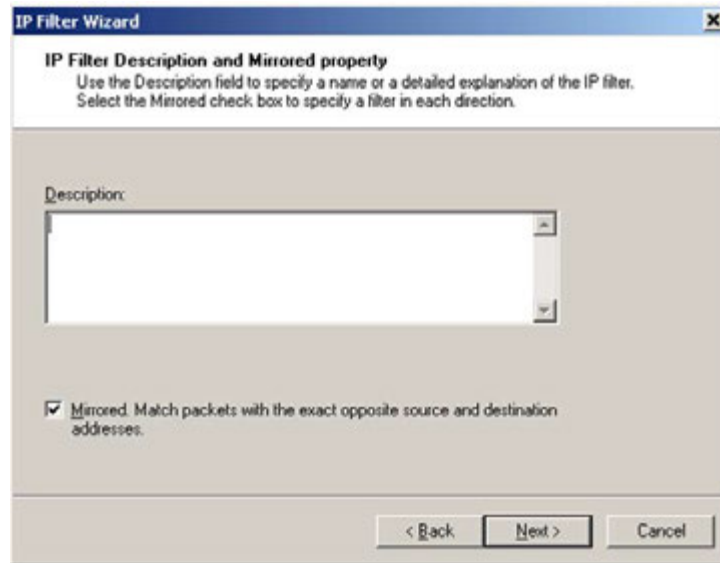 IP Filter Wizard
IP Filter Description and Mirrored property
Use the Description field to specify a name or a detailed explanation of the IP filter.
Select the Mirrored check box to specify a filter in each direction.
Description:
Mirrored. Match packets with the exact opposite source and destination
addresses.
< Back
Next >
Cancel